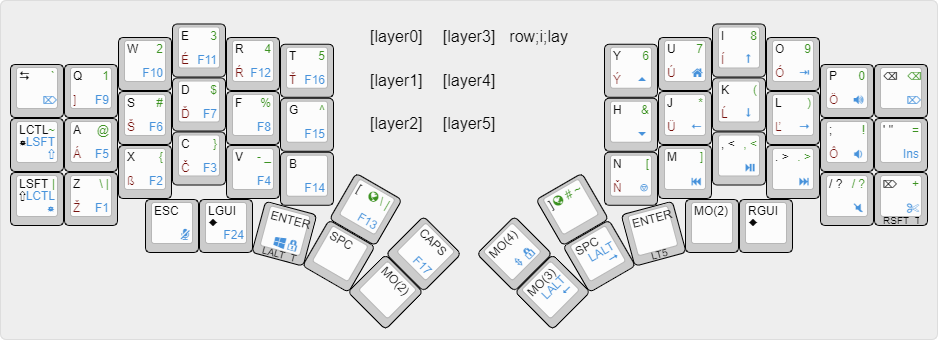 [layer0] [layer3] row;i;lay
[layer1] [layer4]
[layer2] [layer5]
⇆ `
⌦
Q 1
] F9
W 2
F10
E 3
É F11
R 4
Ŕ F12
T 5
Ť F16
LCTL~
LSFT
⇧
A @
Á F5
S #
Š F6
D $
Ď F7
F %
F8
G ^
F15
LSFT |
⇧LCTL
Z \ |
Ž F1
X {
ß F2
C }
Č F3
V - _
F4
B
F14
ESC
LGUI
◆
F24
ENTER
LALT_T
[ \ |
F13
SPC
CAPS
F17
MO(2)
Y 6
Ý
U 7
Ú
I 8
Í ↑
O 9
Ó ⇥
P 0
Ö
⌫ ⌫
⌦
H &
J *
Ü ←
K (
Ĺ ↓
L )
Ľ →
; !
Ô
' " =
Ins
N [
Ň
M ]
⏮
, < , <
⏯
. > . >
⏭
/ ? / ?
⌦ +
RSFT_T
] # ~
MO(4)
SPC
LALT
→
MO(3)
LALT
←
ENTER
LT5
MO(2)
RGUI
◆